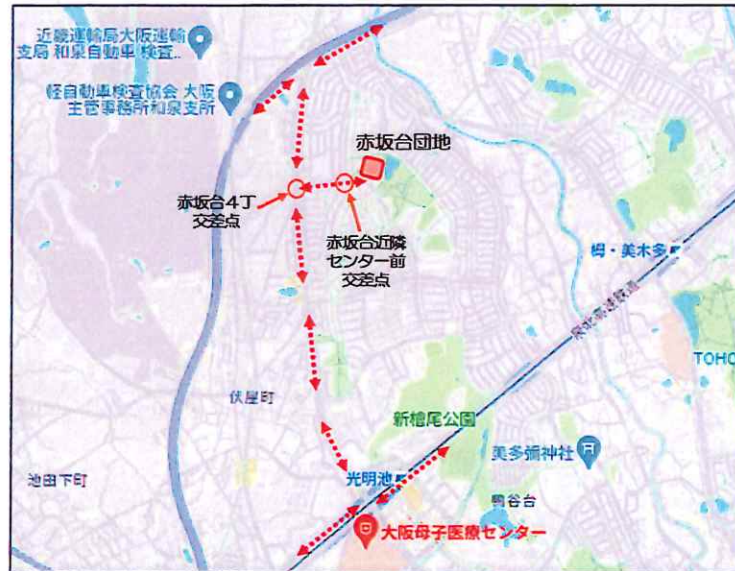 近畿運輸局大阪運輸
支局 和泉自動車 検査..
軽自動車検査協会 大阪
主管事務所和泉支所
赤坂台団地
赤坂台4丁
交差点
赤坂台近隣
センター前
交差点
栂・美木多
泉北高速鉄道
TOHO
伏屋町
新檜尾公園
美多彌神社
池田下町
光明池
鴨谷台
大阪母子医療センター